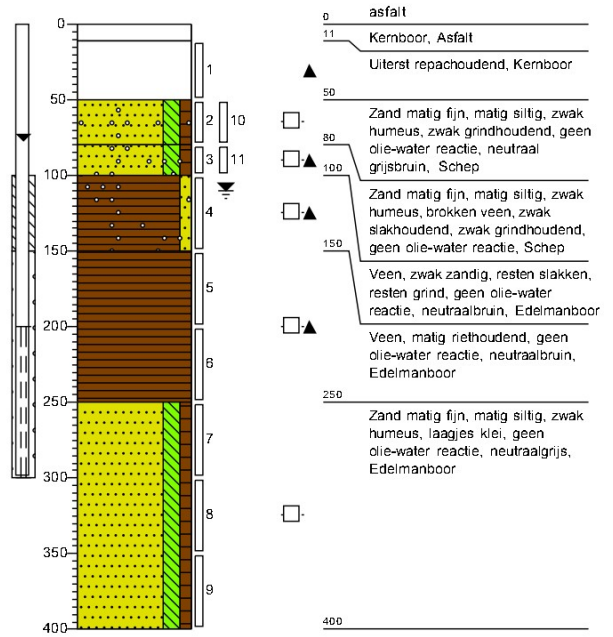 0
50
100
150
200
250
300
350
400
1
2
10
3
11
4
5
6
7
8
9
0
asfalt
11
Kernboor, Asfalt
Uiterst repachoudend, Kernboor
50
Zand matig fijn, matig siltig, zwak
humeus, zwak grindhoudend, geen
olie-water reactie, neutraal
grijsbruin, Schep
80
Zand matig fijn, matig siltig, zwak
humeus, brokken veen, zwak
slakhoudend, zwak grindhoudend,
geen olie-water reactie, Schep
100
Veen, zwak zandig, resten slakken,
resten grind, geen olie-water
reactie, neutraalbruin, Edelmanboor
150
Veen, matig riethoudend, geen
olie-water reactie, neutraalbruin,
Edelmanboor
250
Zand matig fijn, matig siltig, zwak
humeus, laagjes klei, geen
olie-water reactie, neutraalgrijs,
Edelmanboor
400